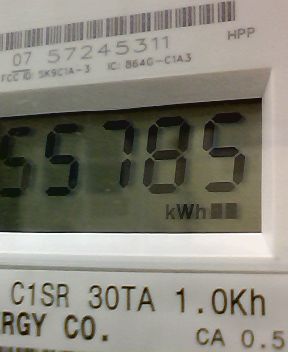 07 57245311
HPP
FCC ID: SK9C1A-3 IC: 864G-C1A3
55785
kWh
C1SR 30TA 1.0Kh
RGY CO. CA 0.5